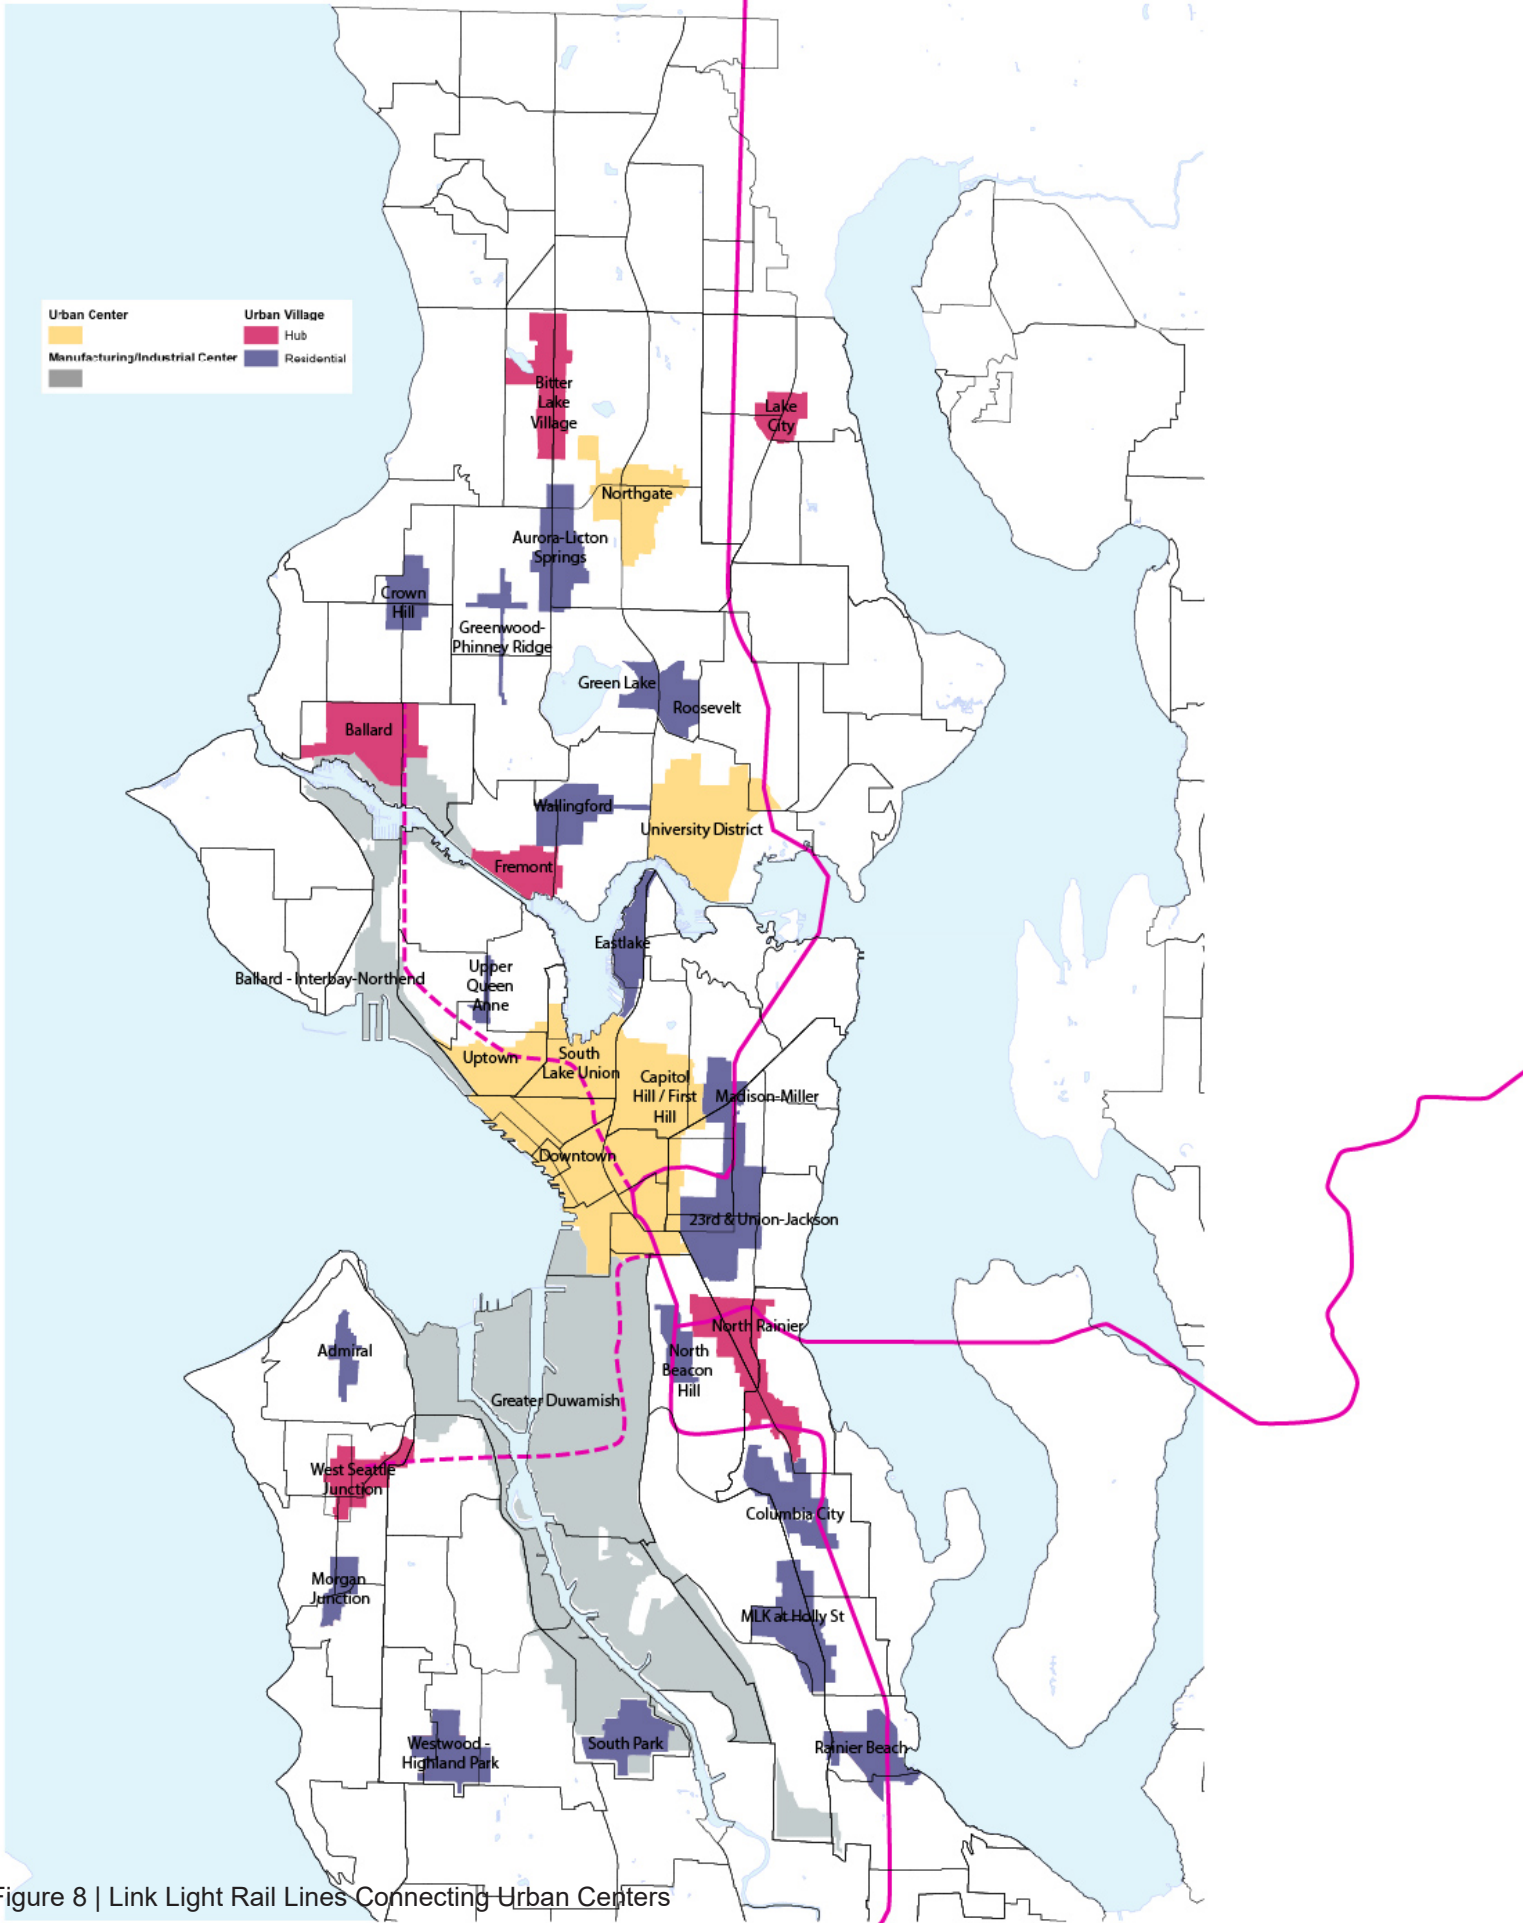 Urban Center
Urban Village
Hub
Manufacturing/Industrial Center
Residential
Bitter
Lake
Village
Lake
City
Northgate
Aurora-Licton
Springs
Crown
Hill
Greenwood-
Phinney Ridge
Green Lake
Roosevelt
Ballard
Wallingford
University District
Fremont
Eastlake
Ballard - Interbay-Northend
Upper
Queen
Anne
Uptown
South
Lake Union
Capitol
Hill / First
Hill
Madison-Miller
Downtown
23rd & Union-Jackson
North Rainier
Admiral
North
Beacon
Hill
Greater Duwamish
West Seattle
Junction
Columbia City
Morgan
Junction
MLK at Holly St
Westwood -
Highland Park
South Park
Rainier Beach
Figure 8 | Link Light Rail Lines Connecting Urban Centers